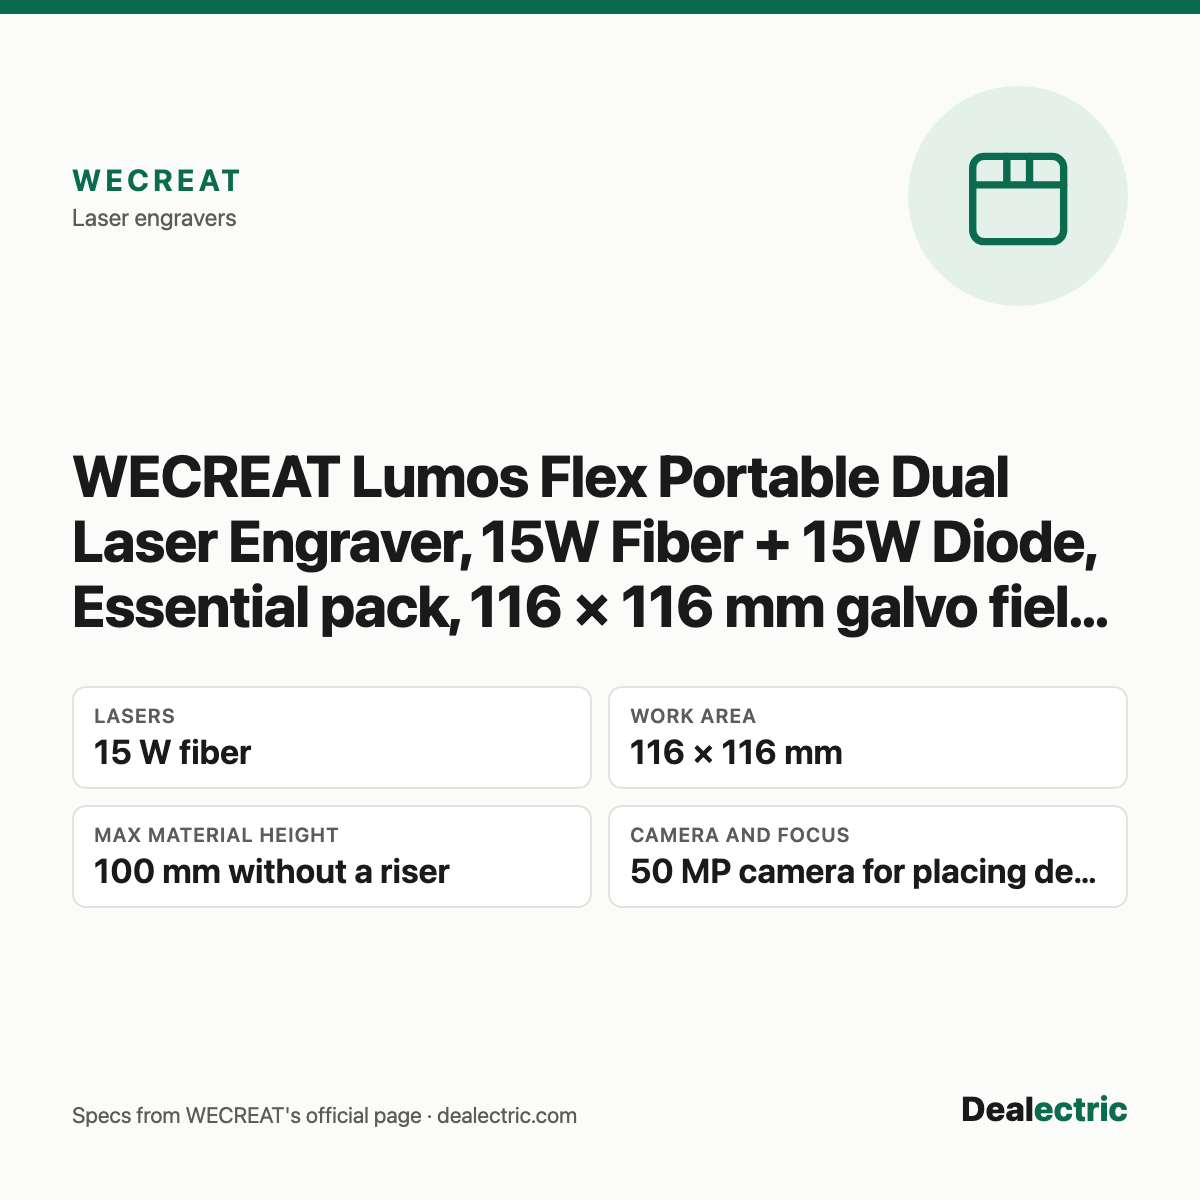 WECREAT
Laser engravers
WECREAT Lumos Flex Portable Dual
Laser Engraver, 15W Fiber + 15W Diode,
Essential pack, 116 × 116 mm galvo fiel...
LASERS
15 W fiber
WORK AREA
116 × 116 mm
MAX MATERIAL HEIGHT
100 mm without a riser
CAMERA AND FOCUS
50 MP camera for placing de...
Specs from WECREAT's official page · dealectric.com
Dealectric